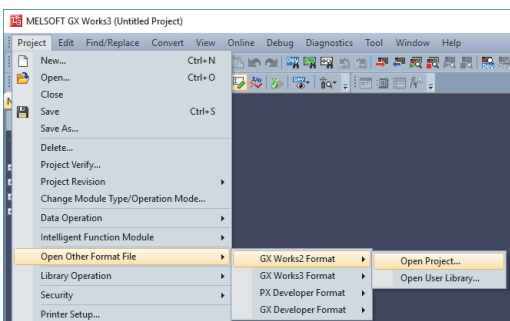 MELSOFT GX Works3 (Untitled Project)
Project Edit Find/Replace Convert View Online Debug Diagnostics Tool Window Help
New... Ctrl+N
Open... Ctrl+O
Close
Save Ctrl+S
Save As...
Delete...
Project Verify...
Project Revision
Change Module Type/Operation Mode...
Data Operation
Intelligent Function Module
Open Other Format File GX Works2 Format Open Project...
Library Operation GX Works3 Format Open User Library...
Security PX Developer Format
Printer Setup... GX Developer Format